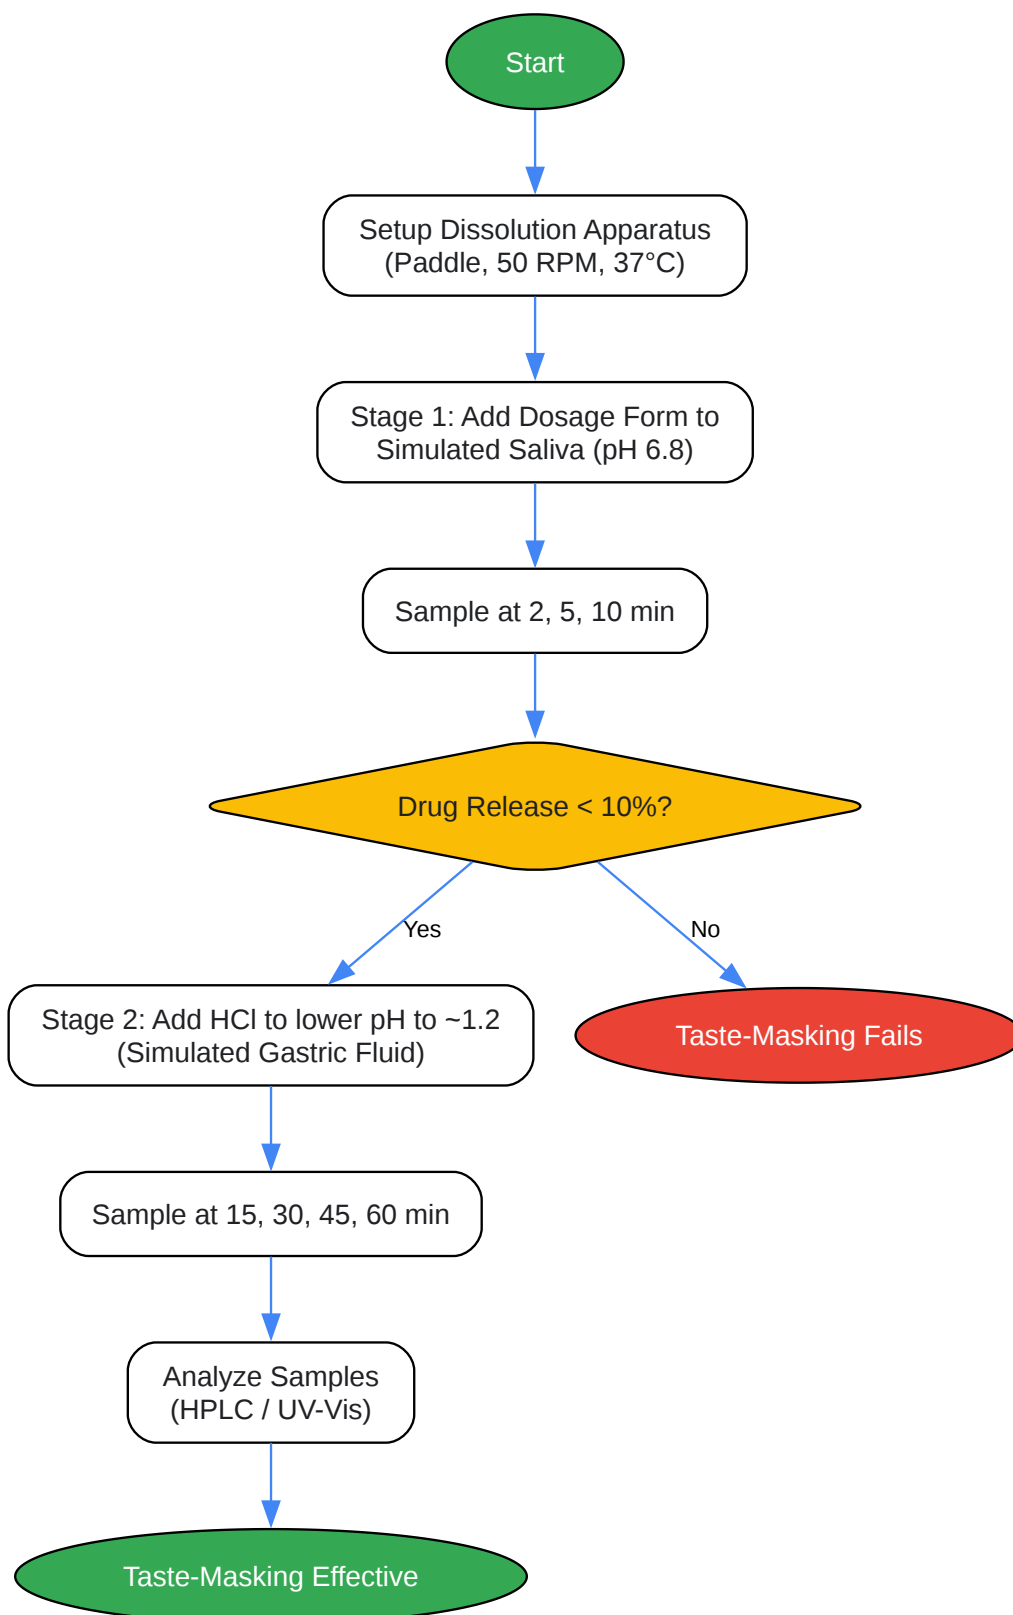 Start
Setup Dissolution Apparatus
(Paddle, 50 RPM, 37°C)
Stage 1: Add Dosage Form to
Simulated Saliva (pH 6.8)
Sample at 2, 5, 10 min
Drug Release < 10%?
Yes
No
Stage 2: Add HCl to lower pH to ~1.2
(Simulated Gastric Fluid)
Taste-Masking Fails
Sample at 15, 30, 45, 60 min
Analyze Samples
(HPLC / UV-Vis)
Taste-Masking Effective